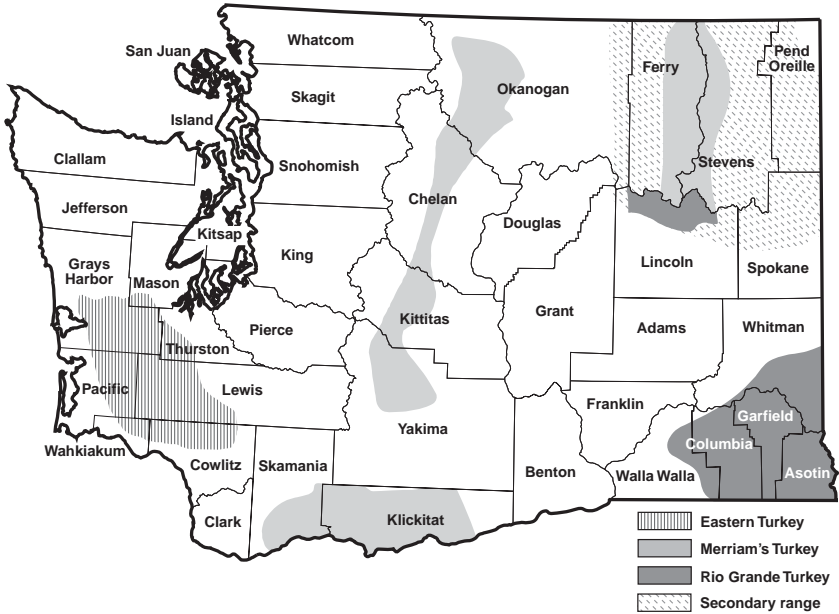 Whatcom
San Juan
Skagit
Island
Okanogan
Ferry
Pend
Oreille
Clallam
Snohomish
Stevens
Jefferson
Chelan
Kitsap
Douglas
King
Grays
Harbor
Mason
Lincoln
Spokane
Kittitas
Grant
Pierce
Adams
Whitman
Thurston
Pacific
Lewis
Franklin
Garfield
Yakima
Columbia
Wahkiakum
Cowlitz
Skamania
Benton
Walla Walla
Asotin
Clark
Klickitat
Eastern Turkey
Merriam's Turkey
Rio Grande Turkey
Secondary range